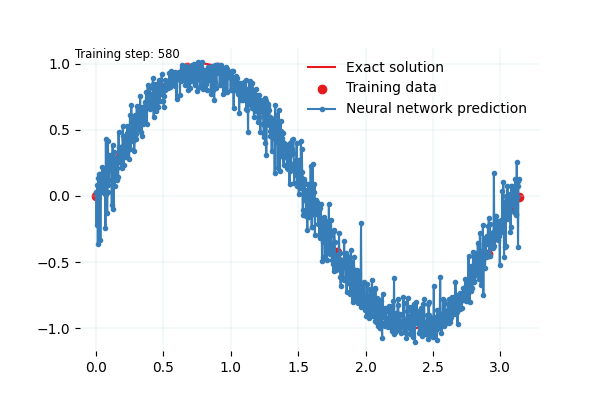 Training step: 580
Exact solution
Training data
Neural network prediction
1.0
0.5
0.0
−0.5
−1.0
0.0 0.5 1.0 1.5 2.0 2.5 3.0